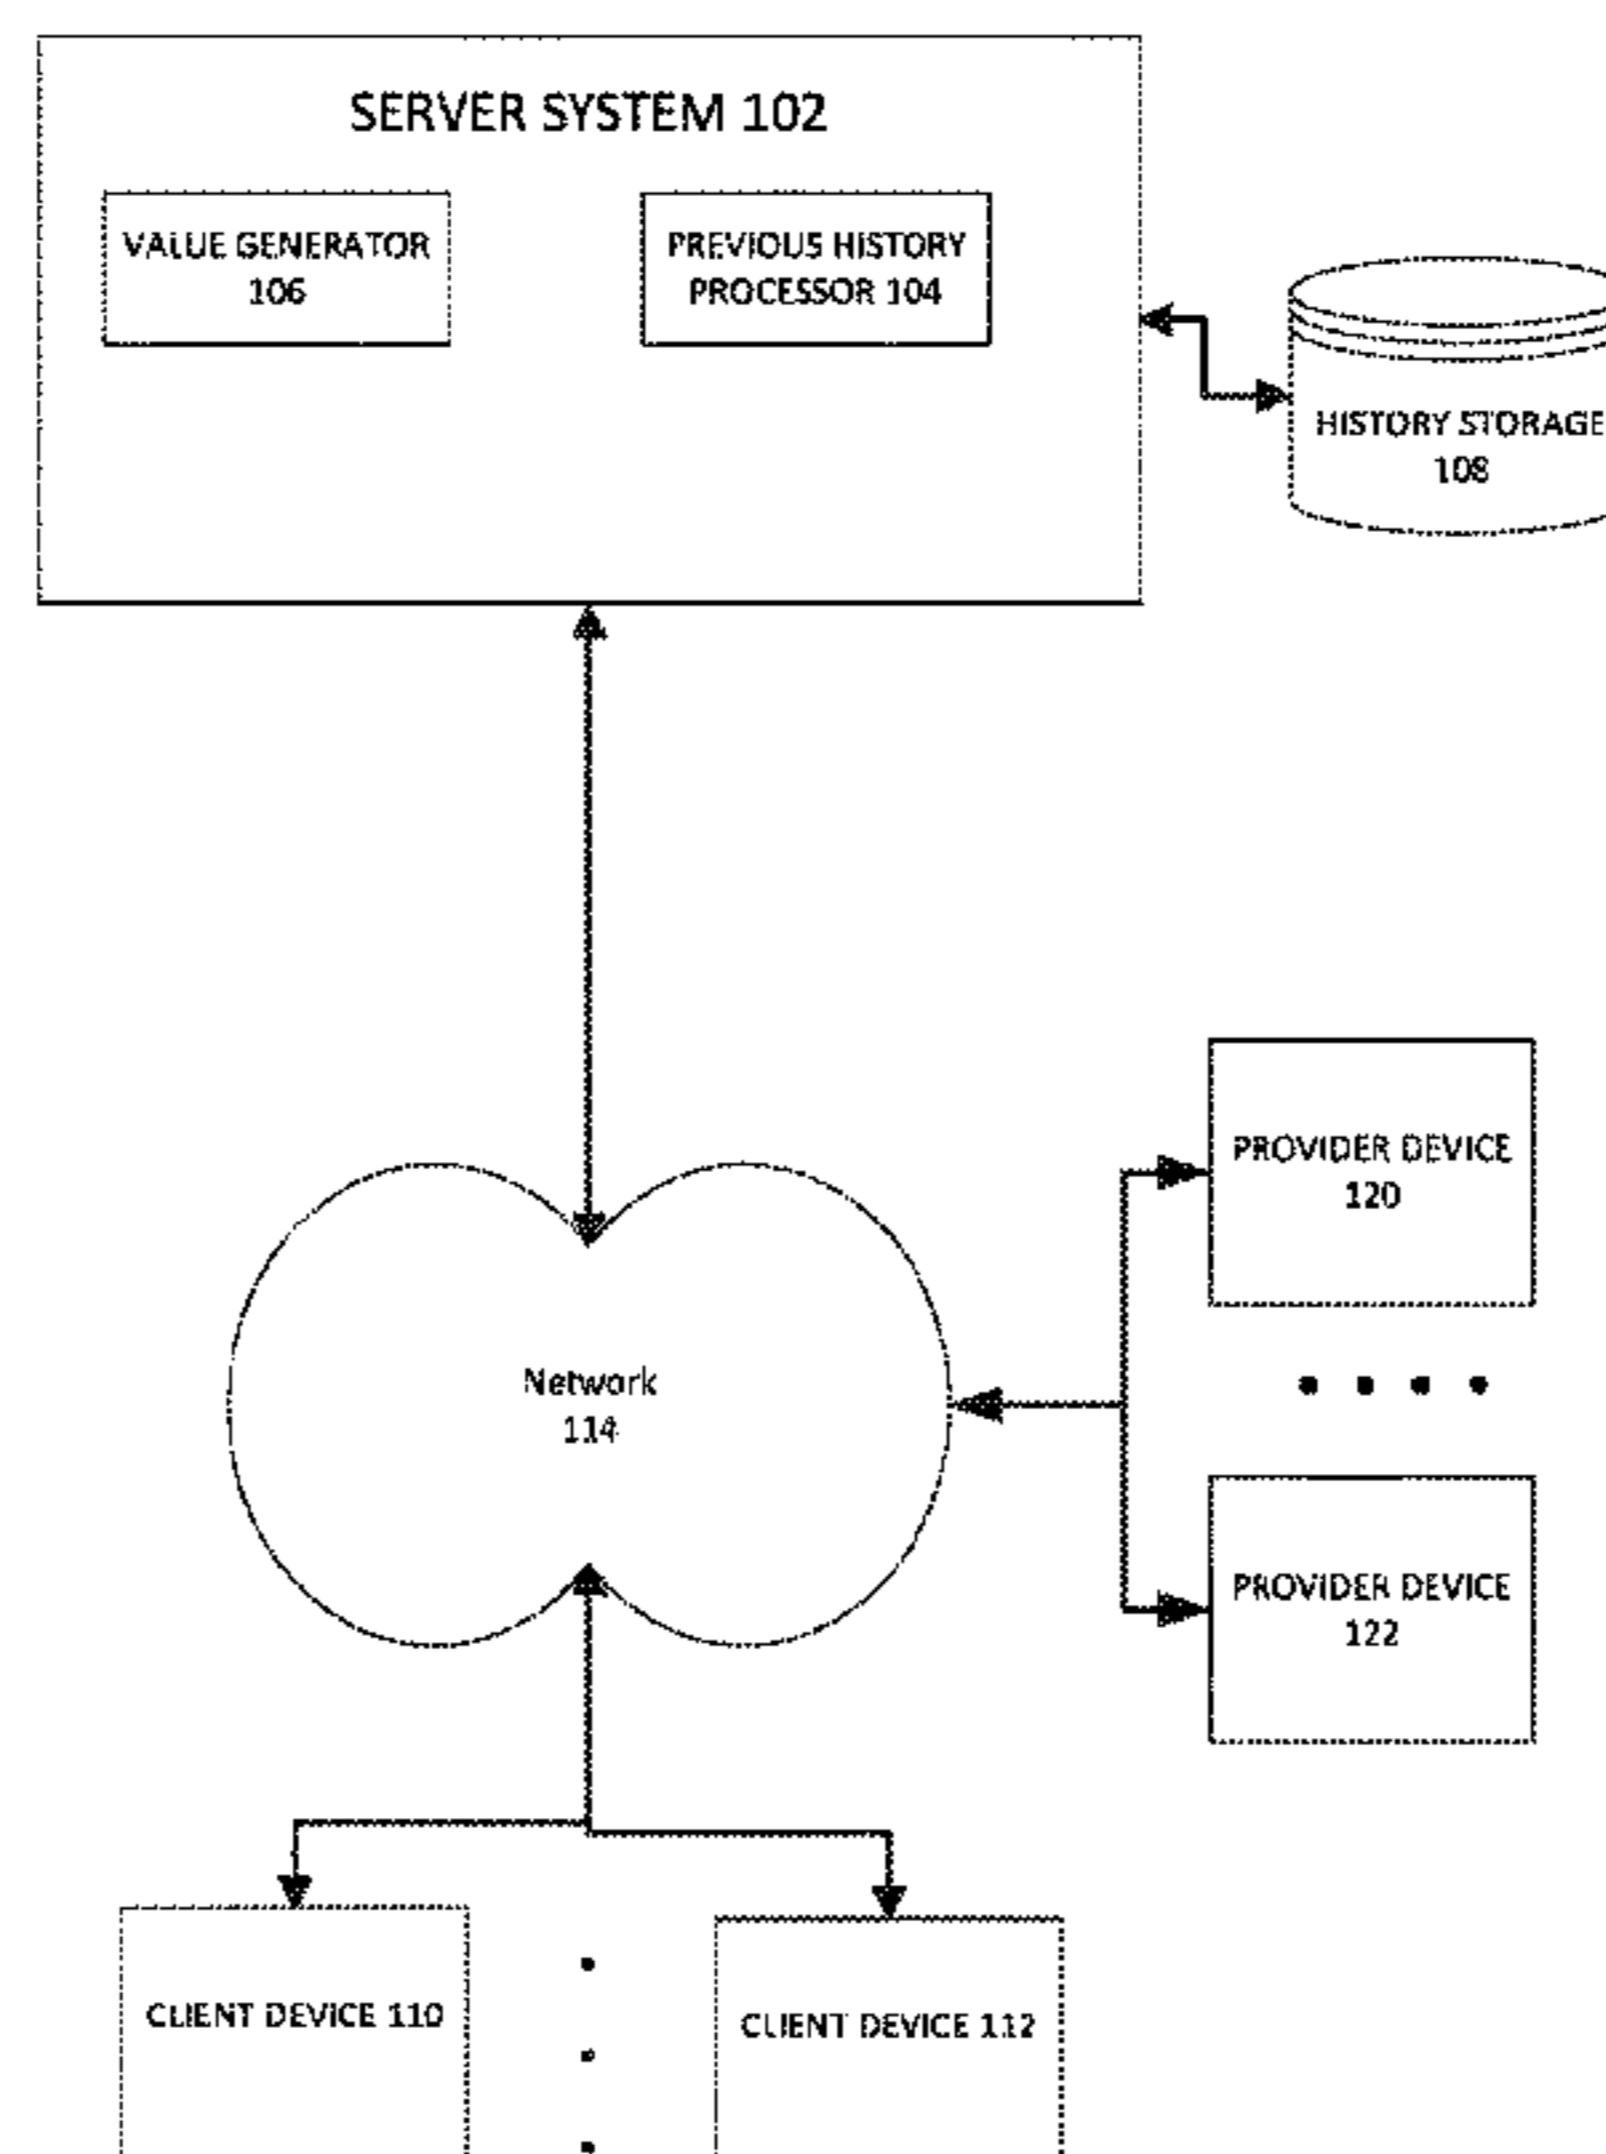 SERVER SYSTEM 102
VALUE GENERATOR
106
PREVIOUS HISTORY
PROCESSOR 104
HISTORY STORAGE
108
PROVIDER DEVICE
120
Network
114
PROVIDER DEVICE
122
CLIENT DEVICE 110
CLIENT DEVICE 112